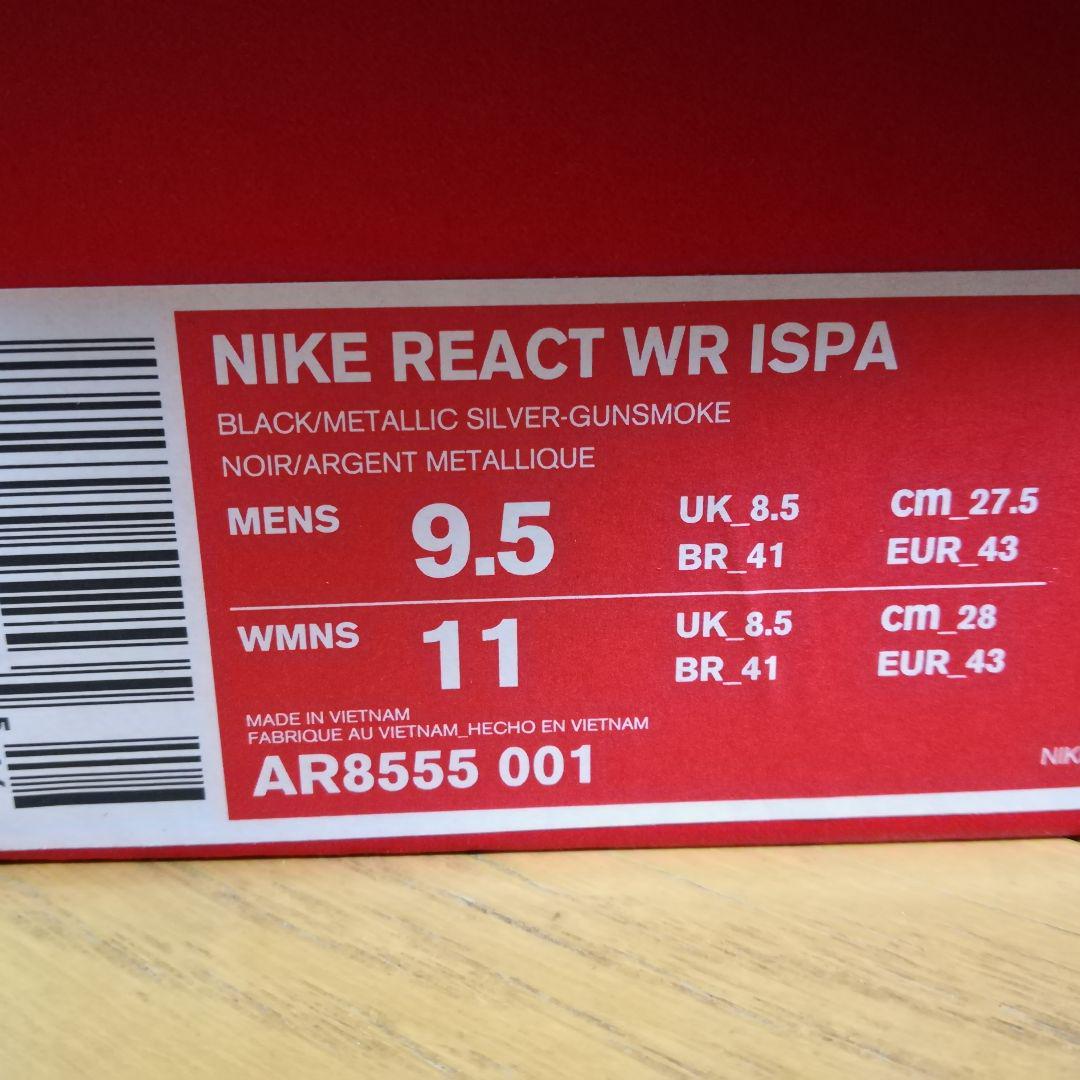 NIKE REACT WR ISPA
BLACK/METALLIC SILVER-GUNSMOKE
NOIR/ARGENT METALLIQUE
MENS 9.5 UK_8.5 cm_27.5
BR_41 EUR_43
WMNS 11 UK_8.5 cm_28
BR_41 EUR_43
MADE IN VIETNAM
FABRIQUE AU VIETNAM_HECHO EN VIETNAM
AR8555 001